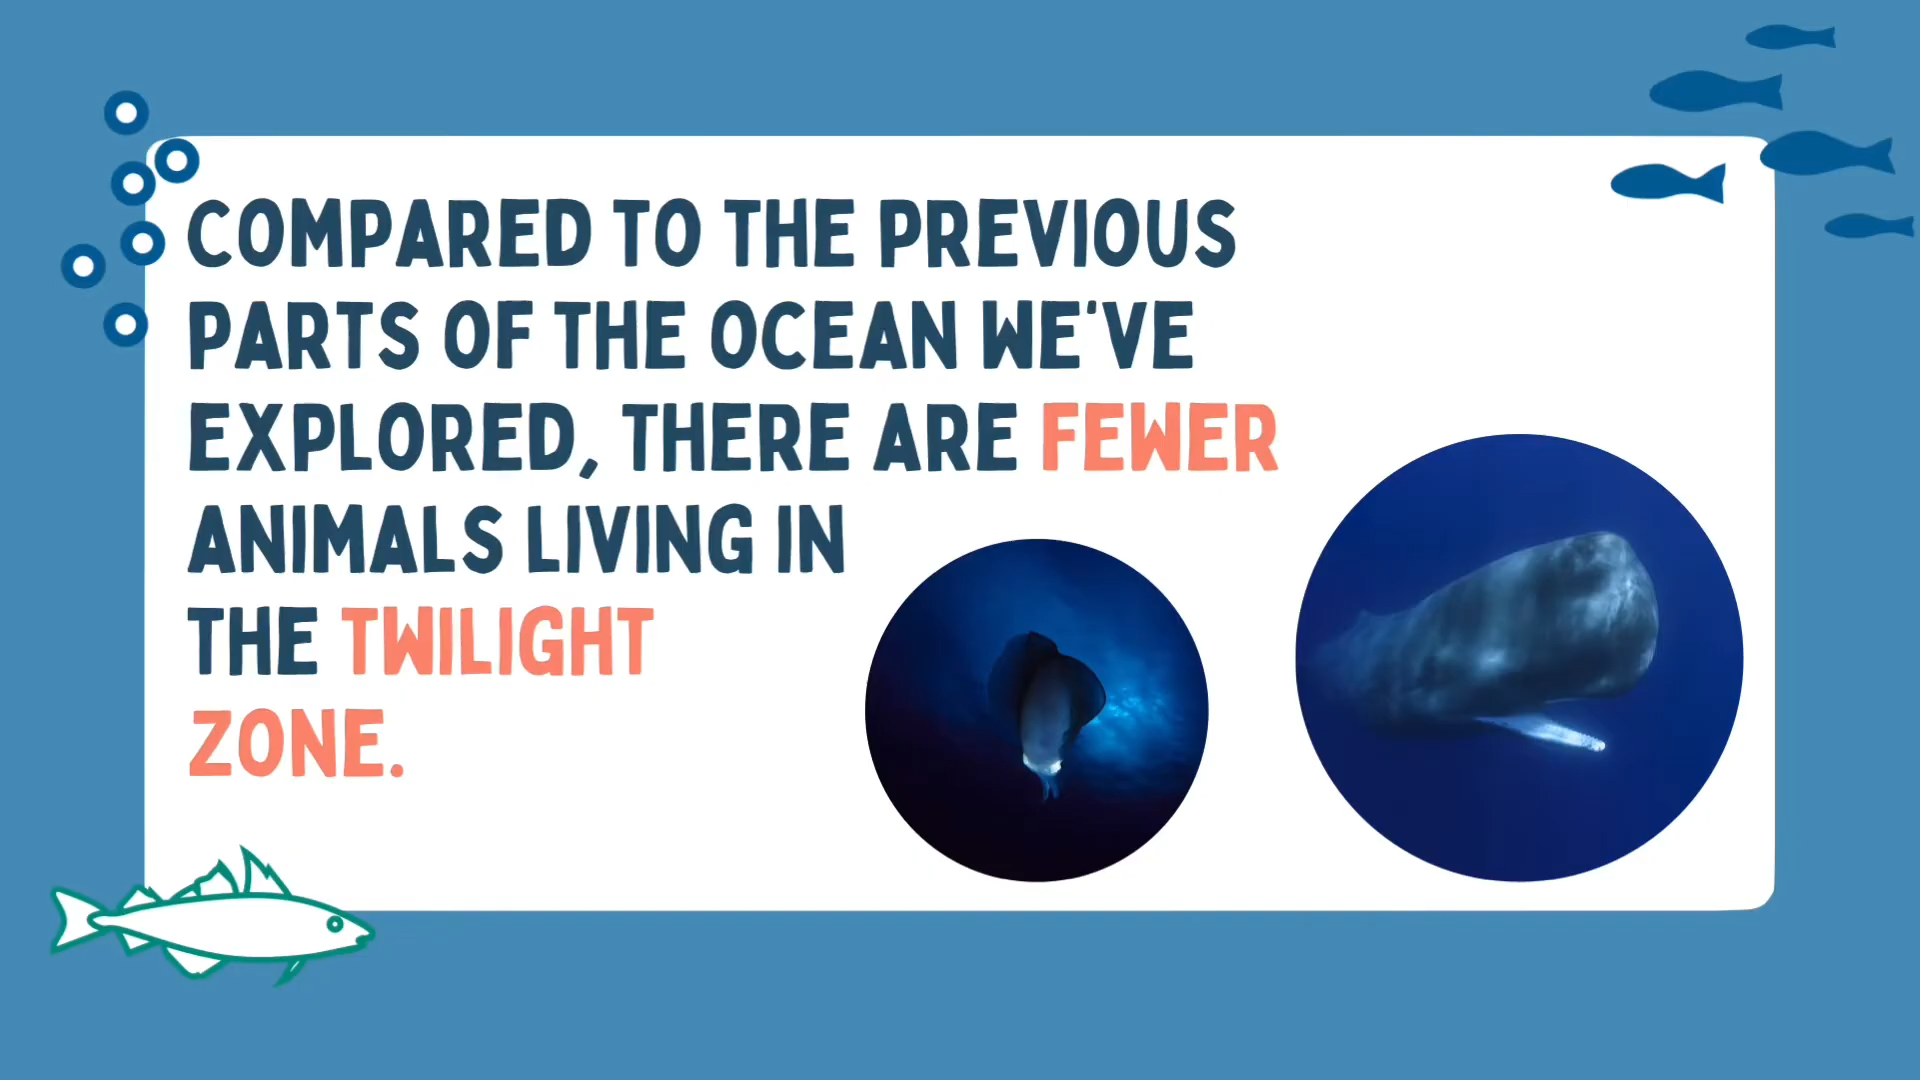 COMPARED TO THE PREVIOUS
PARTS OF THE OCEAN WE'VE
EXPLORED, THERE ARE FEWER
ANIMALS LIVING IN
THE TWILIGHT
ZONE.